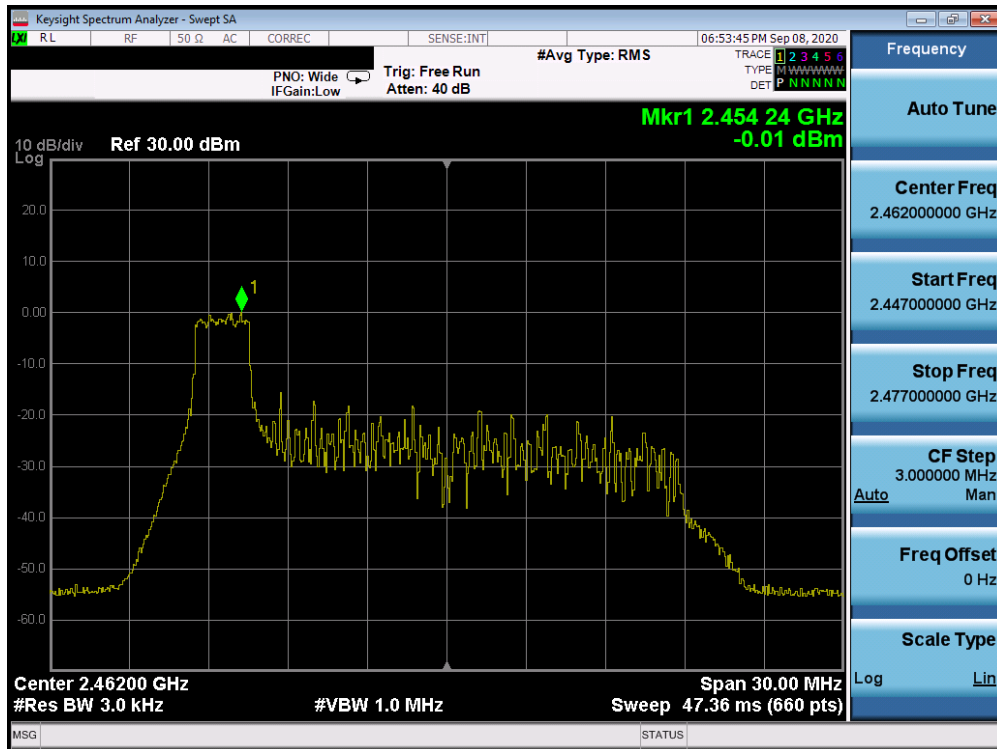 Keysight Spectrum Analyzer - Swept SA
LXI RL RF 50 Ω AC CORREC SENSE:INT 06:53:45 PM Sep 08, 2020
#Avg Type: RMS
TRACE 1 2 3 4 5 6
PNO: Wide Trig: Free Run TYPE M W W W W W
IFGain:Low Atten: 40 dB DET P N N N N N
Mkr1 2.454 24 GHz
-0.01 dBm
10 dB/div Ref 30.00 dBm
Log
20.0
10.0
1
0.00
-10.0
-20.0
-30.0
-40.0
-50.0
-60.0
Center 2.46200 GHz Span 30.00 MHz
#Res BW 3.0 kHz #VBW 1.0 MHz Sweep 47.36 ms (660 pts)
MSG STATUS
Frequency
Auto Tune
Center Freq
2.462000000 GHz
Start Freq
2.447000000 GHz
Stop Freq
2.477000000 GHz
CF Step
3.000000 MHz
Auto Man
Freq Offset
0 Hz
Scale Type
Log Lin